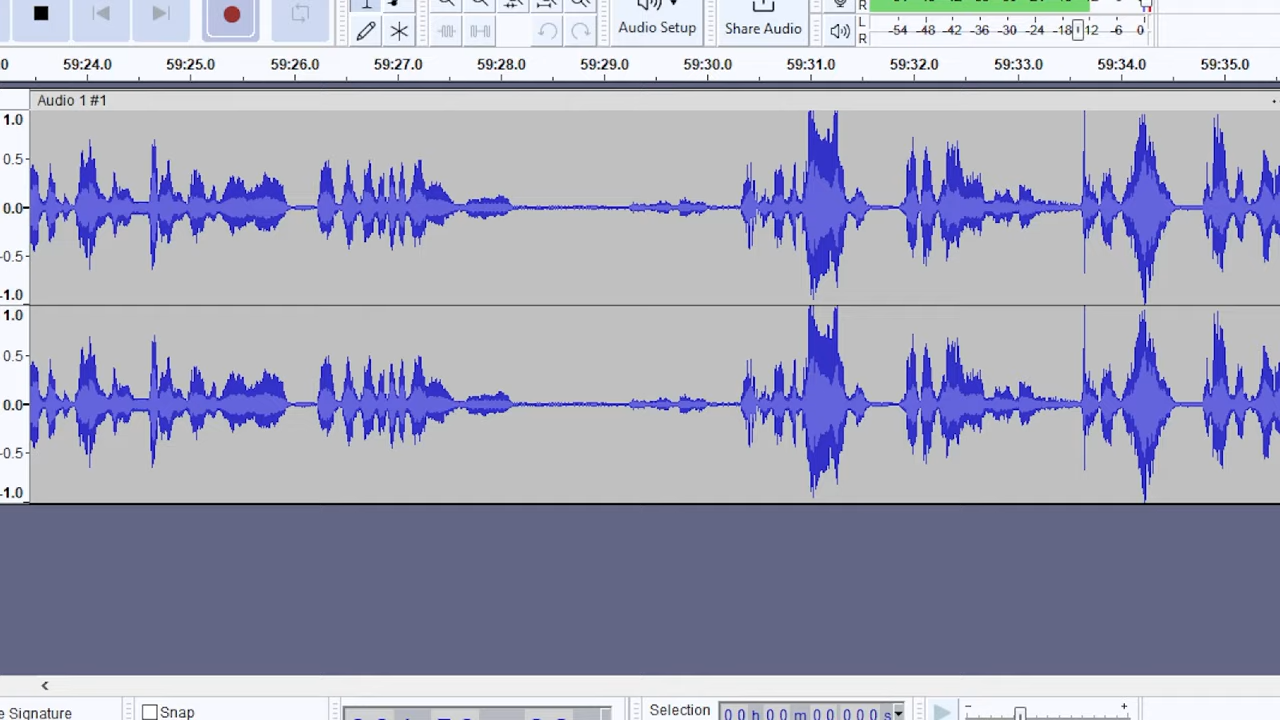 R
Audio Setup
Share Audio
L
R
-54 -48 -42 -36 -30 -24 -18 -12 -6 0
59:24.0 59:25.0 59:26.0 59:27.0 59:28.0 59:29.0 59:30.0 59:31.0 59:32.0 59:33.0 59:34.0 59:35.0
Audio 1 #1
1.0
0.5
0.0
-0.5
-1.0
1.0
0.5
0.0
-0.5
-1.0
Signature
Snap
Selection
00h00m00.000s